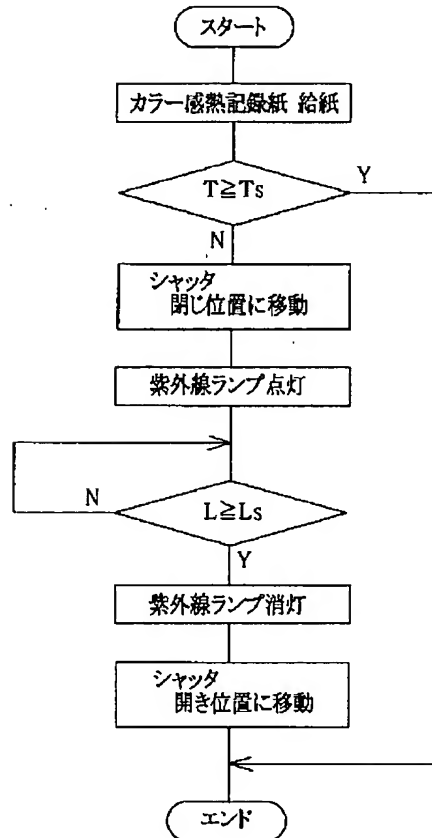 スタート
カラー感熱記録紙 給紙
T≧Ts
Y
N
シャッタ
閉じ位置に移動
紫外線ランプ点灯
N
L≧Ls
Y
紫外線ランプ消灯
シャッタ
開き位置に移動
エンド